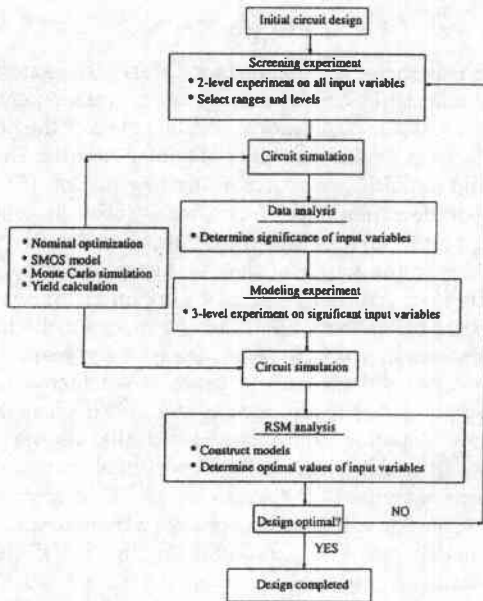 Initial circuit design
Screening experiment
* 2-level experiment on all input variables
* Select ranges and levels
Circuit simulation
Data analysis
* Determine significance of input variables
* Nominal optimization
* SMOS model
* Monte Carlo simulation
* Yield calculation
Modeling experiment
* 3-level experiment on significant input variables
Circuit simulation
RSM analysis
* Construct models
* Determine optimal values of input variables
Design optimal?
NO
YES
Design completed